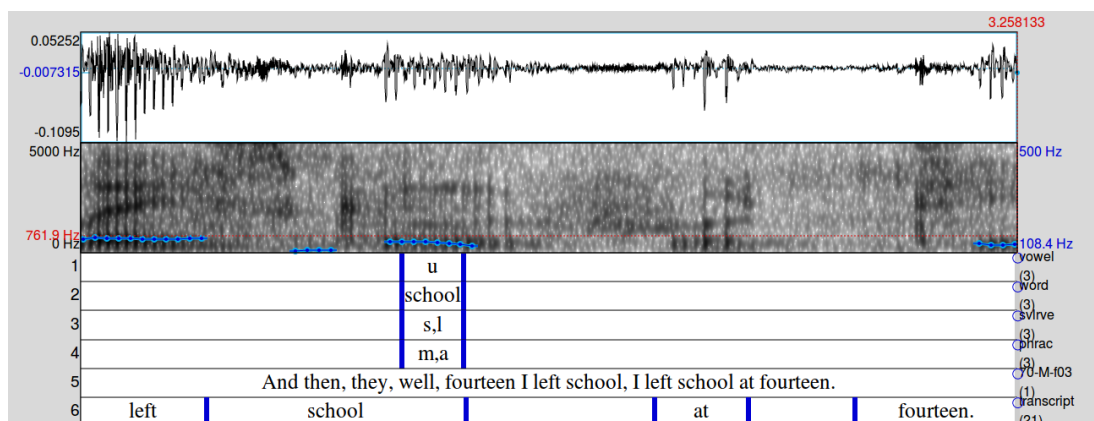 3.258133
0.05252
-0.007315
-0.1095
5000 Hz 500 Hz
761.9 Hz
0 Hz 108.4 Hz
1 u vowel (3)
2 school word (3)
3 s,l svlrve (3)
4 m,a phrac (3)
5 And then, they, well, fourteen I left school, I left school at fourteen. 70-M-f03 (1)
6 left school at fourteen. transcript (21)